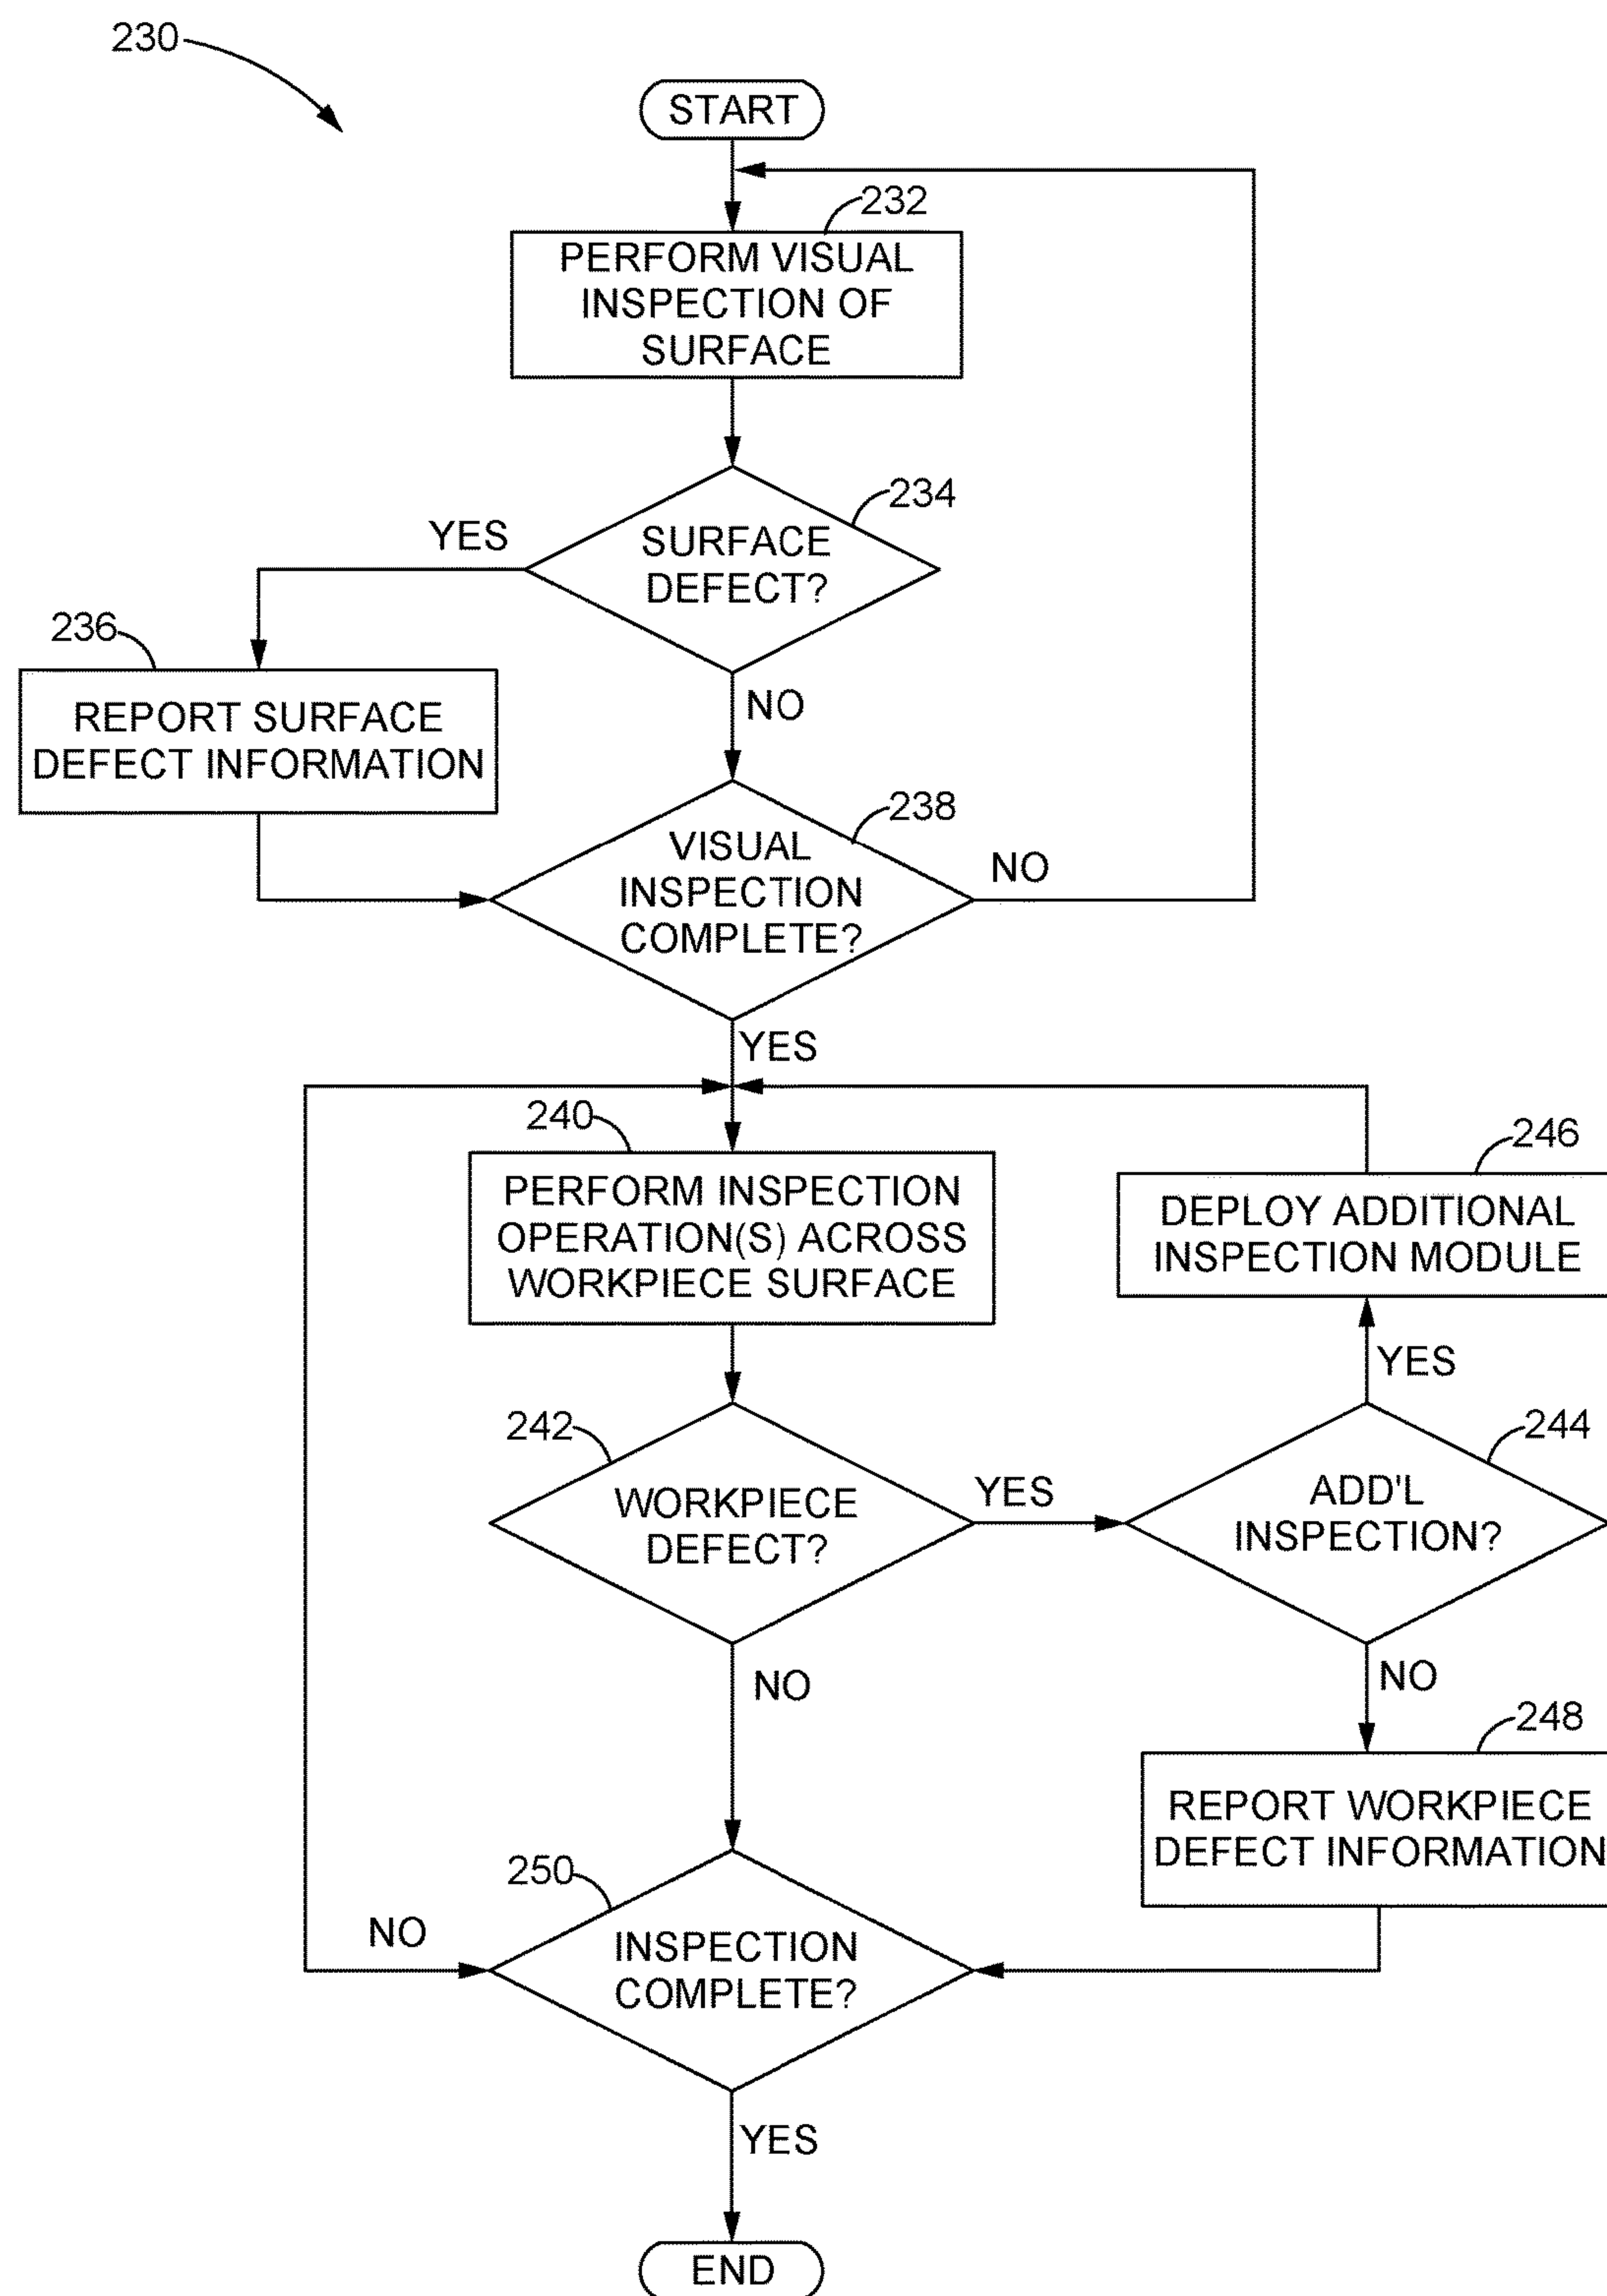 230
START
232
PERFORM VISUAL
INSPECTION OF
SURFACE
234
SURFACE
DEFECT?
YES
NO
236
REPORT SURFACE
DEFECT INFORMATION
238
VISUAL
INSPECTION
COMPLETE?
NO
YES
240
PERFORM INSPECTION
OPERATION(S) ACROSS
WORKPIECE SURFACE
246
DEPLOY ADDITIONAL
INSPECTION MODULE
YES
242
WORKPIECE
DEFECT?
YES
244
ADD'L
INSPECTION?
NO
NO
248
REPORT WORKPIECE
DEFECT INFORMATION
250
INSPECTION
COMPLETE?
NO
YES
END